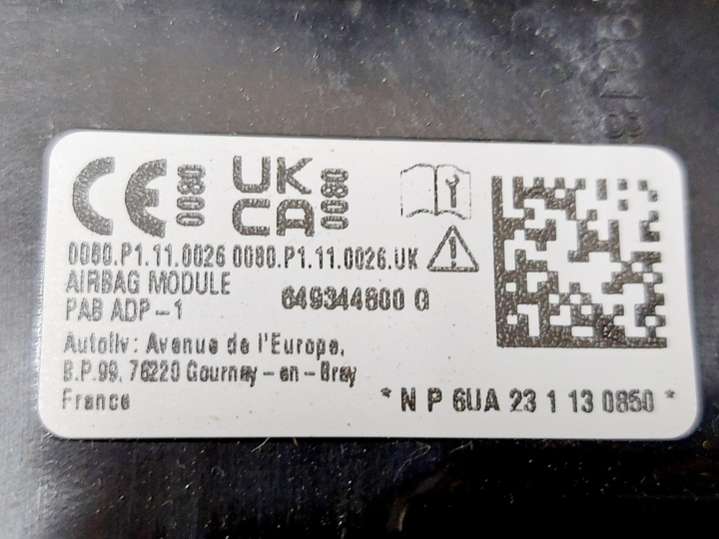 CE 0080 UK CA 0080
0080.P1.11.0026 0080.P1.11.0026.UK
AIRBAG MODULE
PAB ADP-1 649344600 G
Autoliv: Avenue de l'Europe,
B.P.99, 76220 Gournay-en-Bray
France
* N P 6UA 23 1 13 0850 *